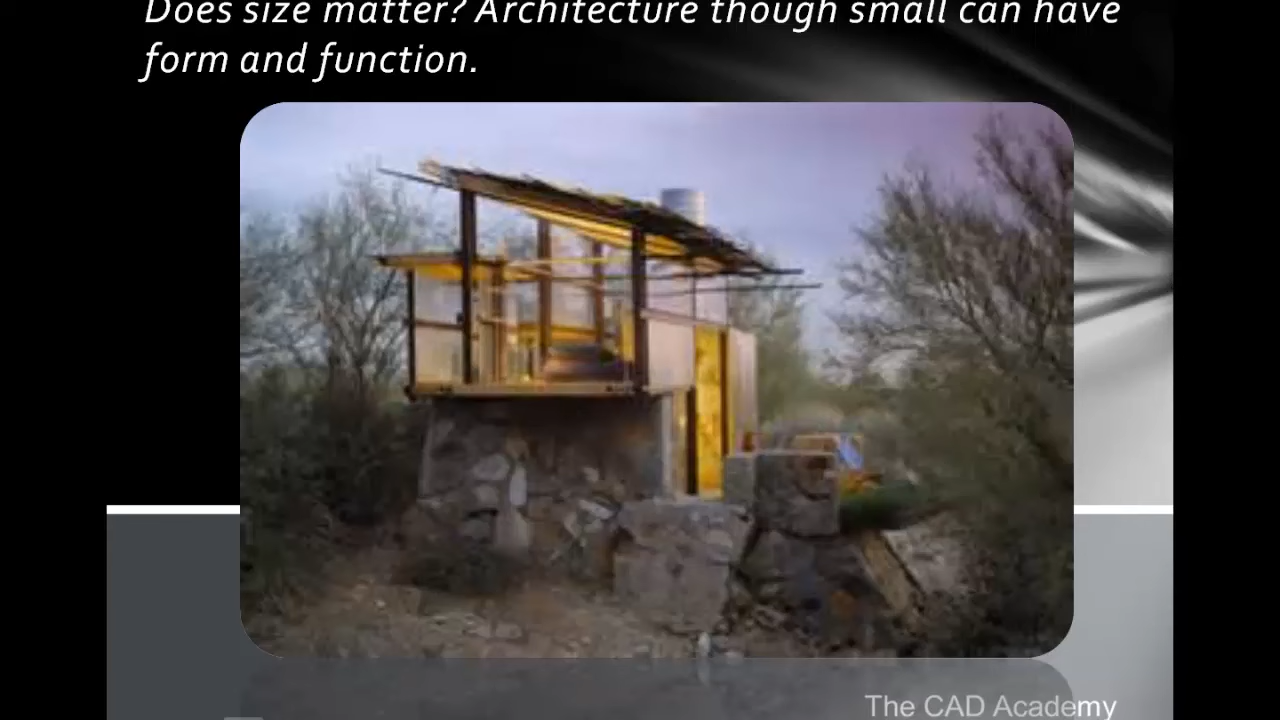 Does size matter? Architecture though small can have
form and function.
The CAD Academy